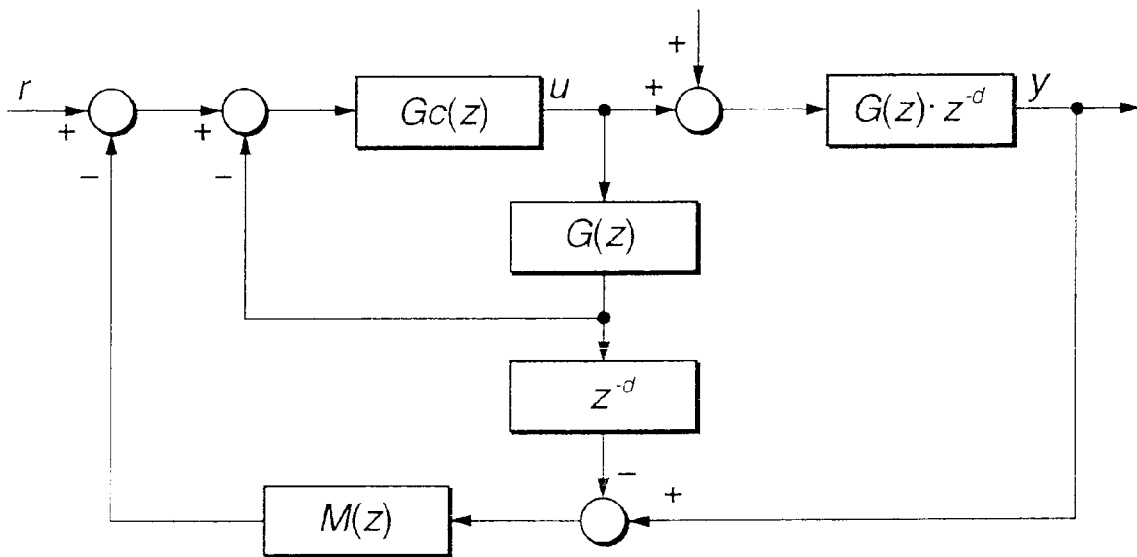 +
r
+
−
+
−
Gc(z)
u
+
G(z)· z⁻ᵈ
y
G(z)
z⁻ᵈ
−
+
M(z)